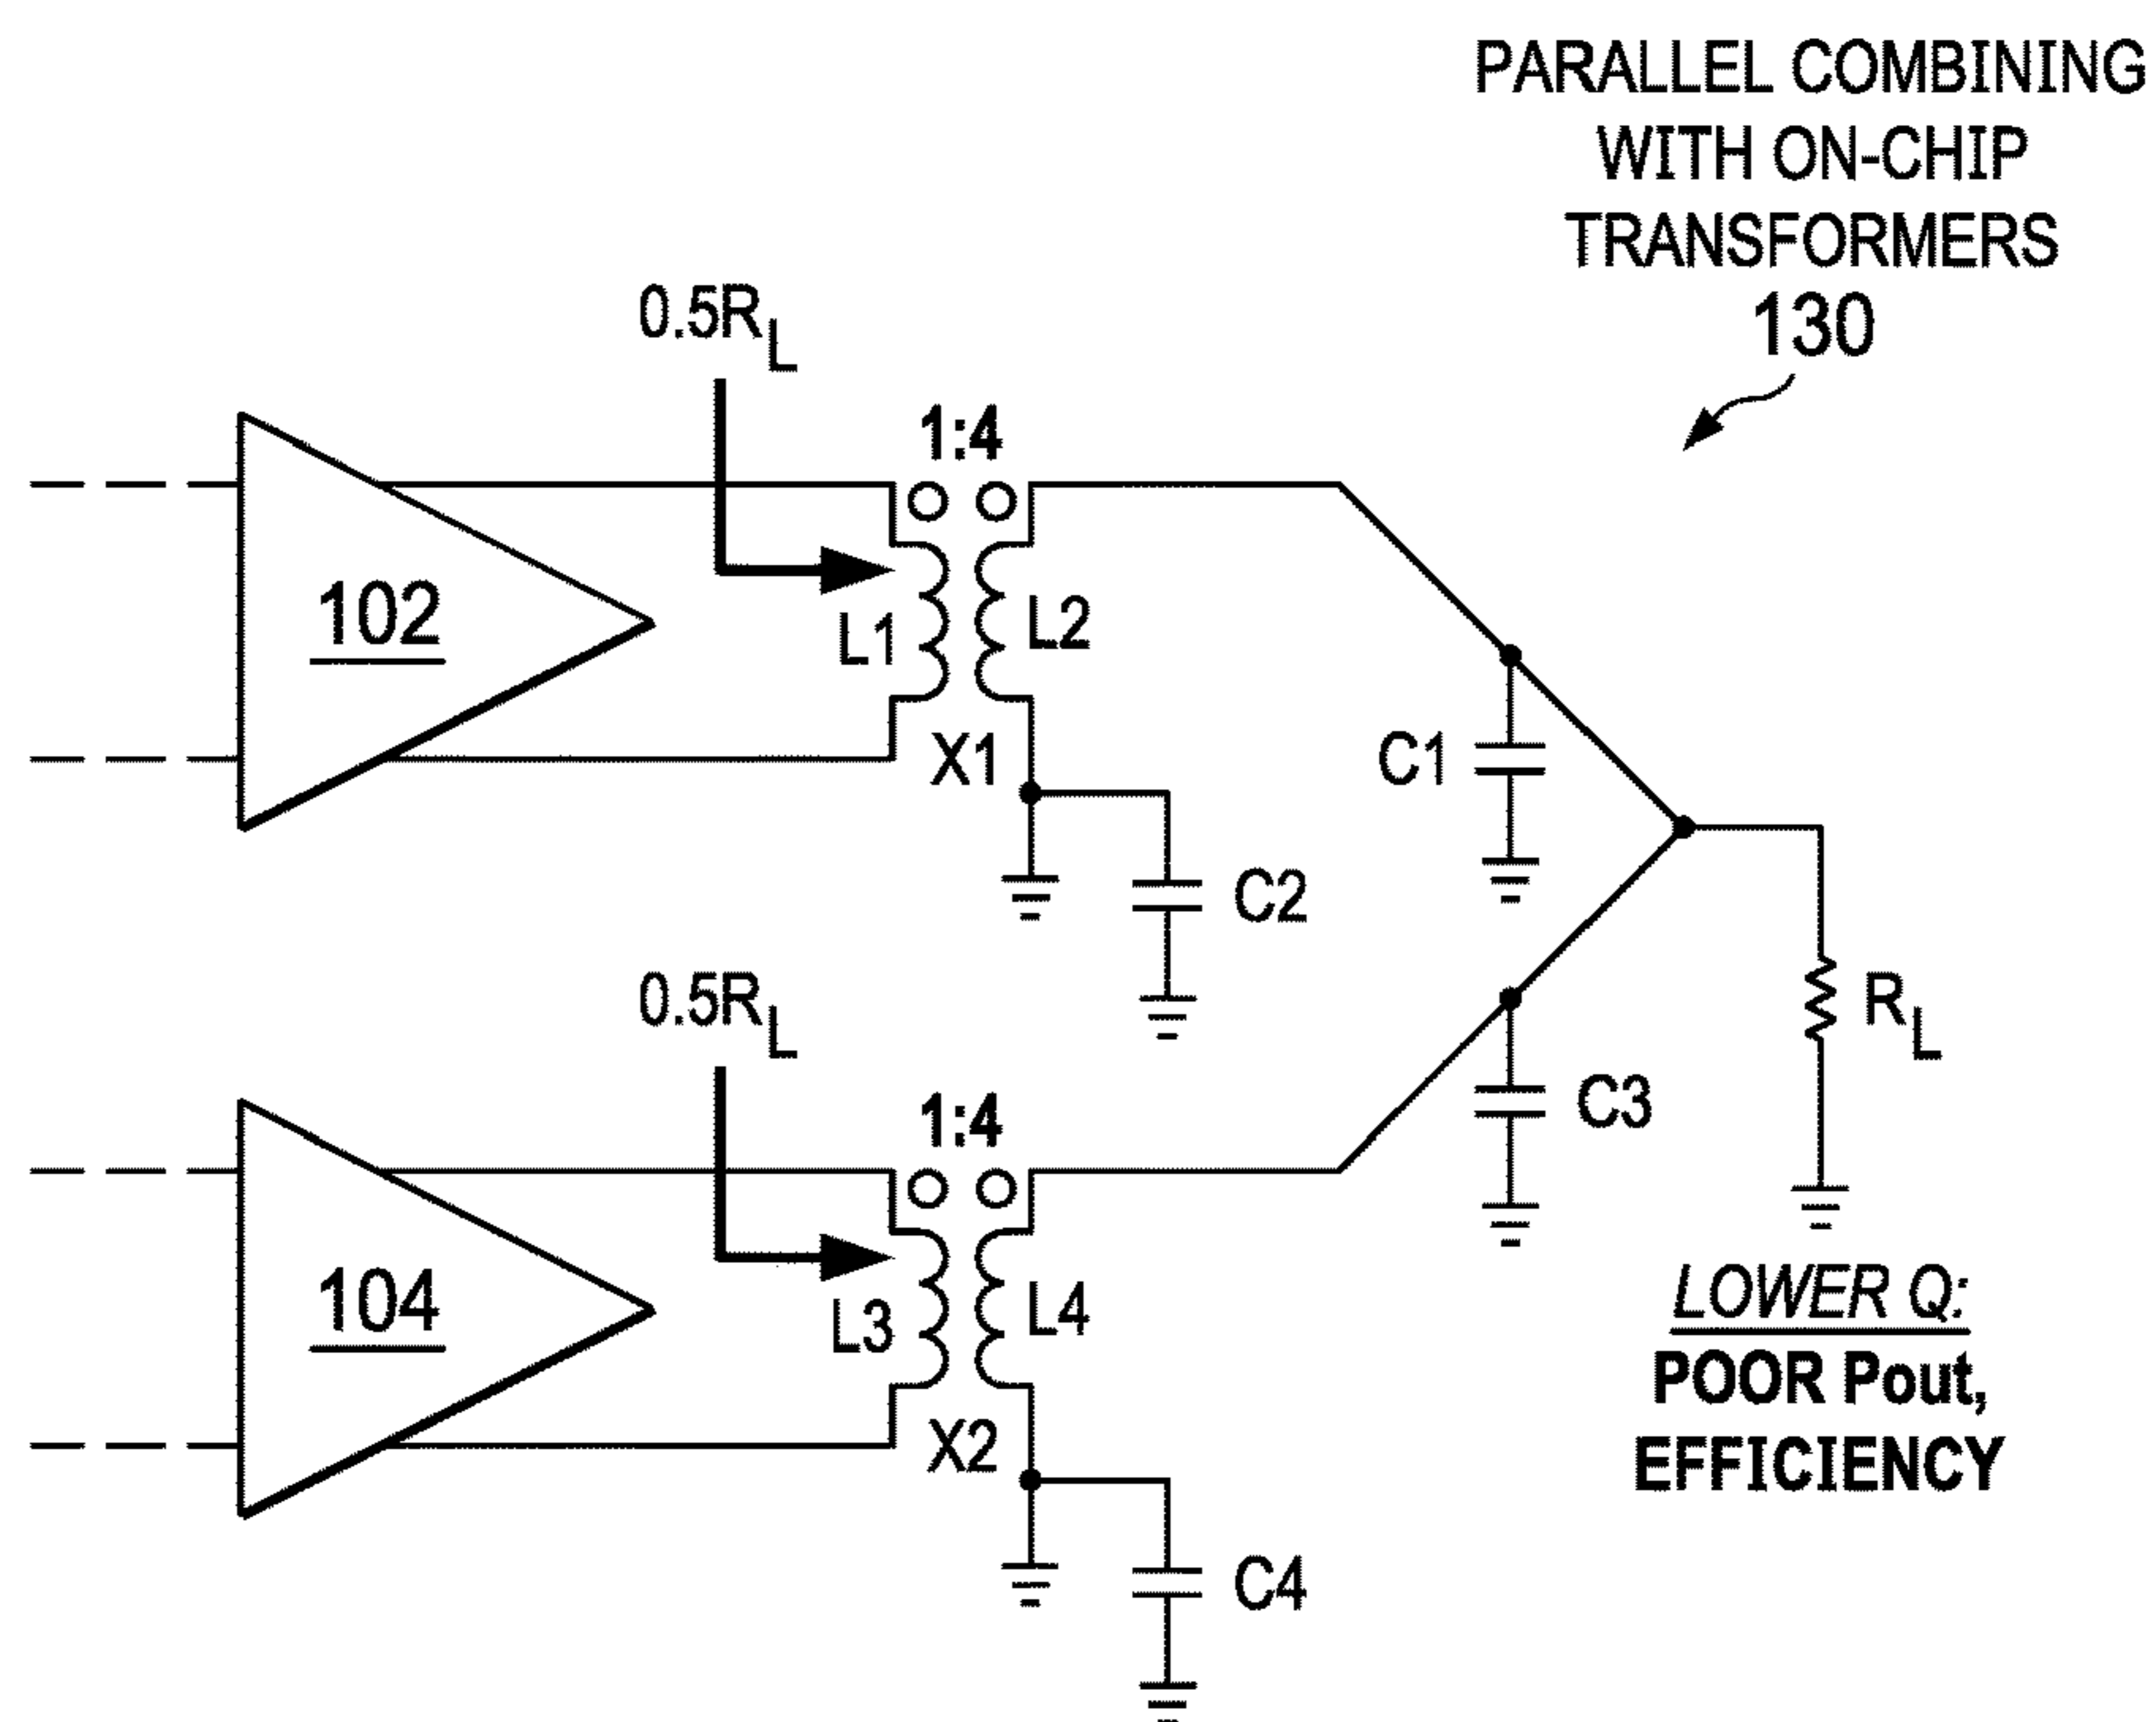 PARALLEL COMBINING
WITH ON-CHIP
TRANSFORMERS
130
0.5RL
1:4
102
L1
L2
X1
C1
C2
0.5RL
RL
1:4
C3
104
L3
L4
LOWER Q:
POOR Pout,
EFFICIENCY
X2
C4